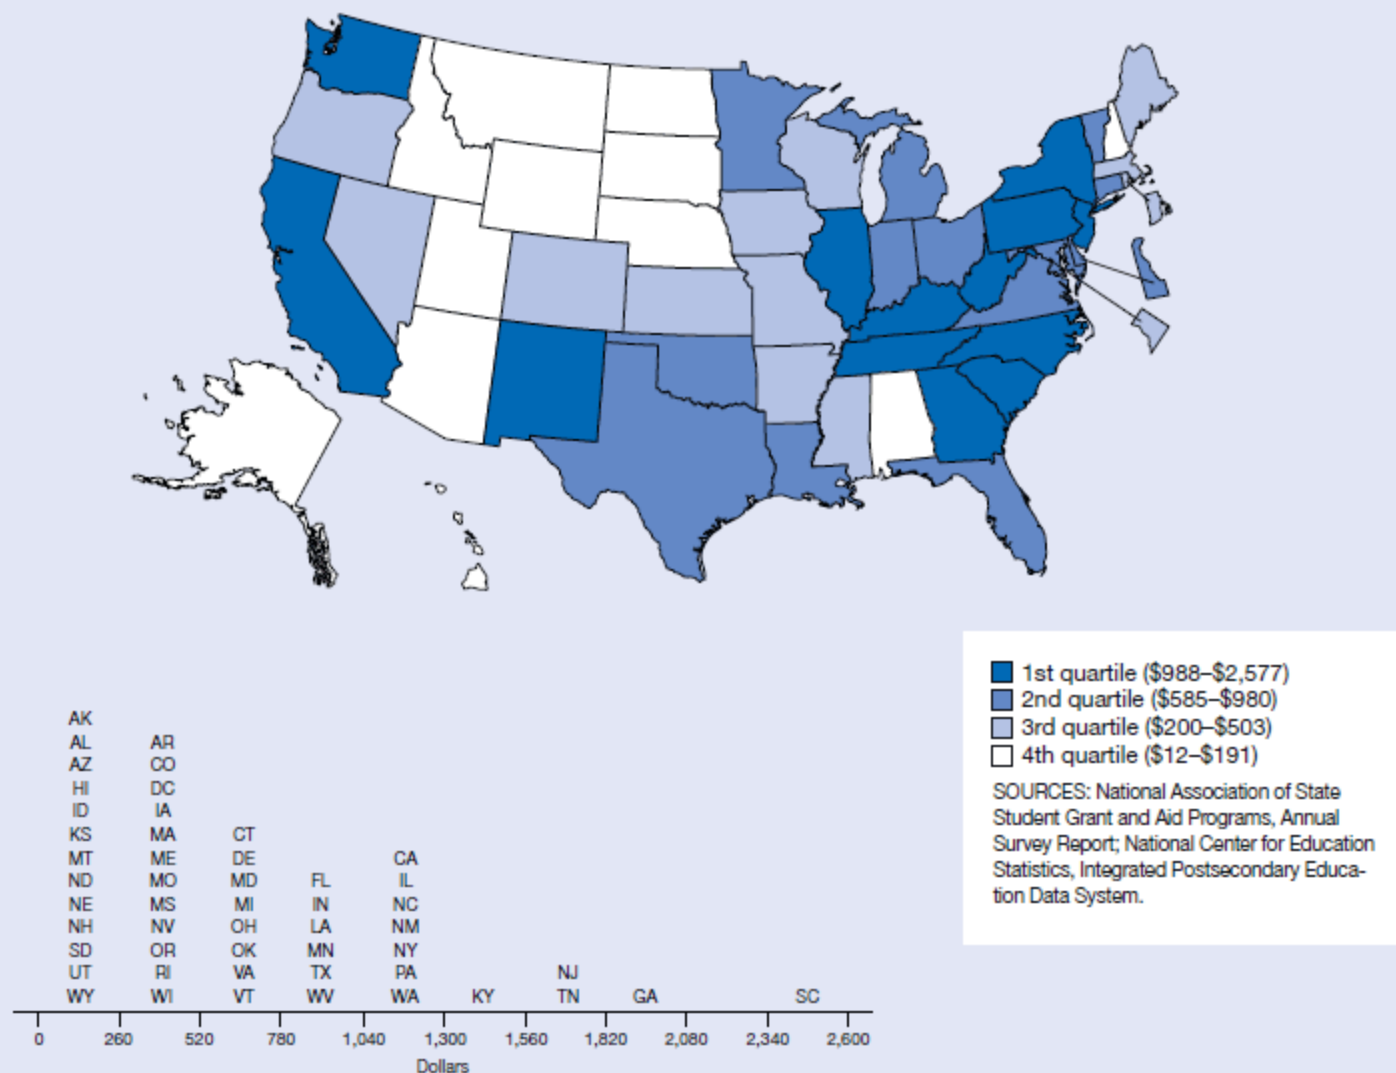 1st quartile ($988–$2,577)
2nd quartile ($585–$980)
3rd quartile ($200–$503)
4th quartile ($12–$191)
SOURCES: National Association of State
Student Grant and Aid Programs, Annual
Survey Report; National Center for Education
Statistics, Integrated Postsecondary Educa-
tion Data System.
AK
AL AR
AZ CO
HI DC
ID IA
KS MA CT
MT ME DE CA
ND MO MD FL IL
NE MS MI IN NC
NH NV OH LA NM
SD OR OK MN NY
UT RI VA TX PA NJ
WY WI VT WV WA KY TN GA SC
0 260 520 780 1,040 1,300 1,560 1,820 2,080 2,340 2,600
Dollars